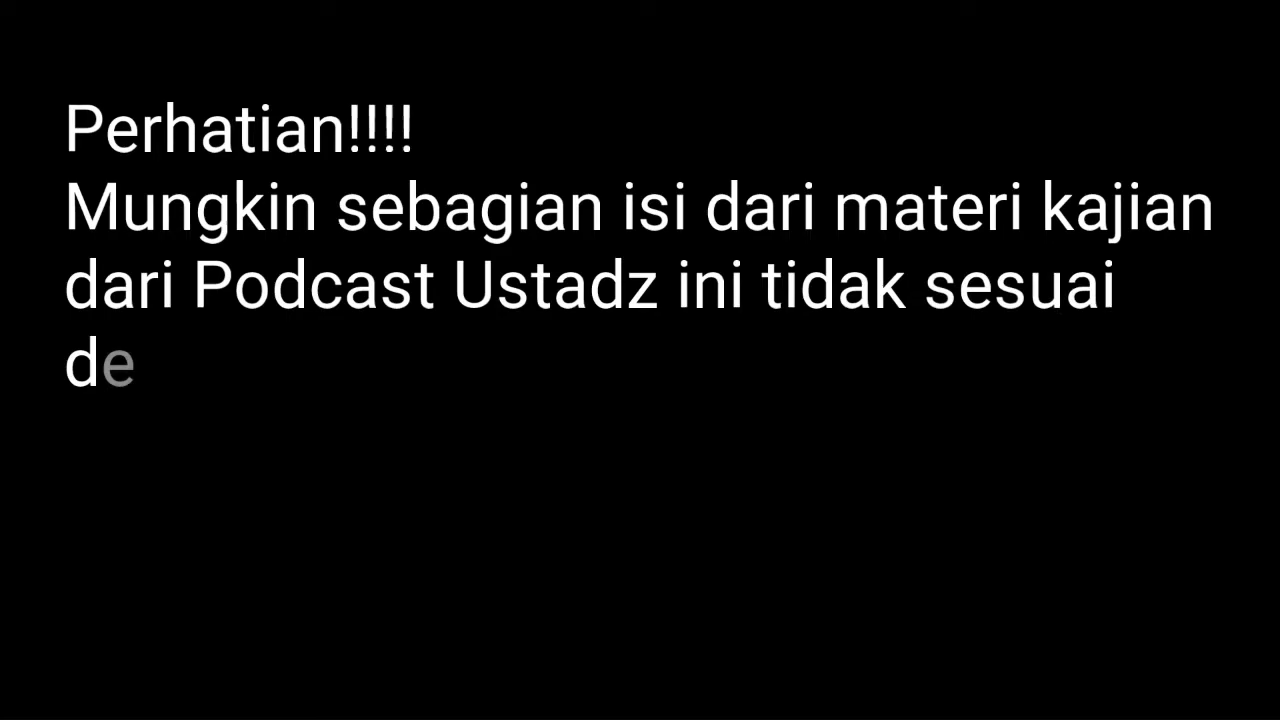 Perhatian!!!!
Mungkin sebagian isi dari materi kajian
dari Podcast Ustadz ini tidak sesuai
de